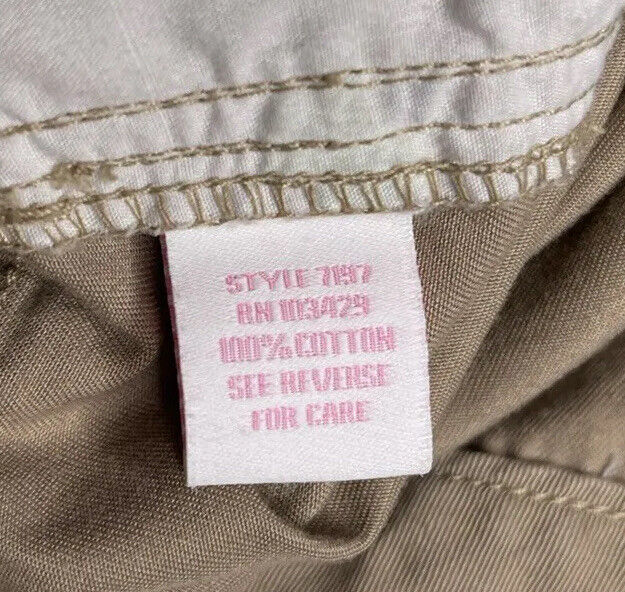 STYLE 7197
RN 103429
100% COTTON
SEE REVERSE
FOR CARE